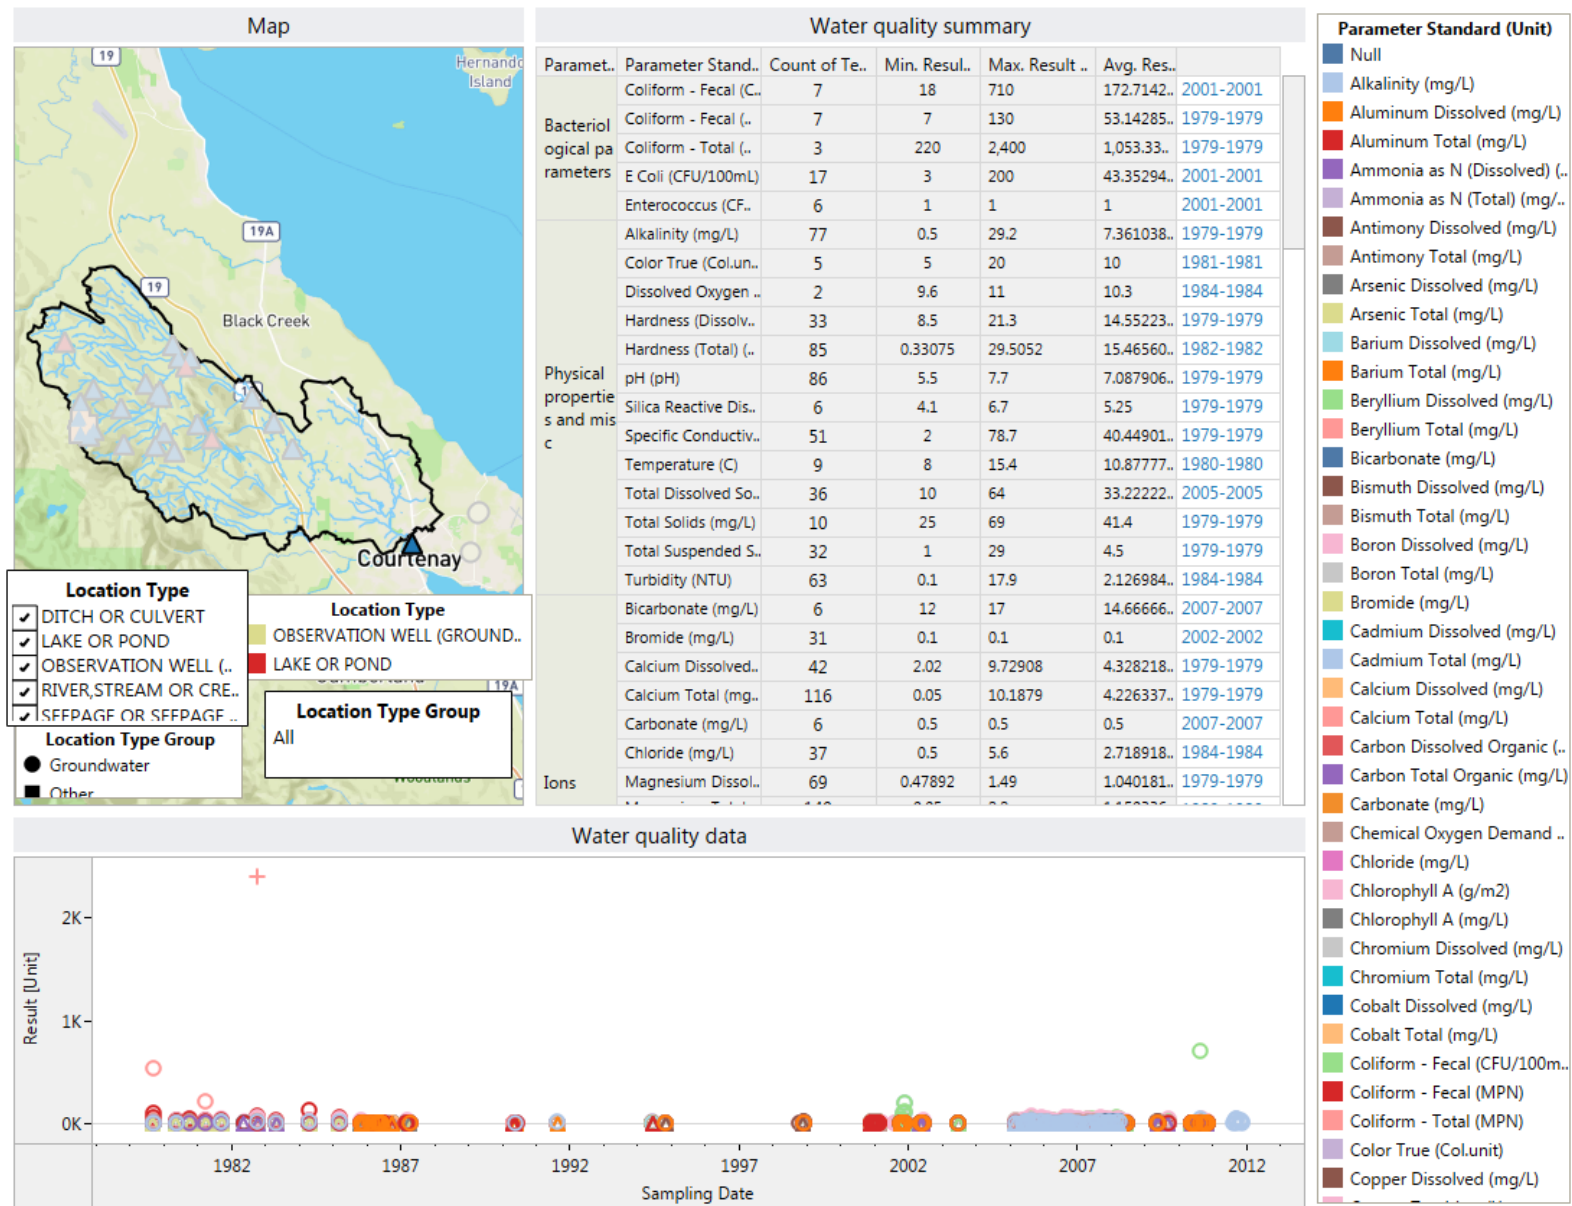 Map
19
Hernando
Island
19A
19
Black Creek
Courtenay
19A
Location Type
DITCH OR CULVERT
LAKE OR POND
OBSERVATION WELL (..
RIVER,STREAM OR CRE..
SEEPAGE OR SEEPAGE ..
Location Type
OBSERVATION WELL (GROUND..
LAKE OR POND
Location Type Group
All
Location Type Group
Groundwater
Other
Water quality summary
Paramet.. Parameter Stand.. Count of Te.. Min. Resul.. Max. Result .. Avg. Res..
Bacteriol
ogical pa
rameters
Coliform - Fecal (C.. 7 18 710 172.7142.. 2001-2001
Coliform - Fecal (.. 7 7 130 53.14285.. 1979-1979
Coliform - Total (.. 3 220 2,400 1,053.33.. 1979-1979
E Coli (CFU/100mL) 17 3 200 43.35294.. 2001-2001
Enterococcus (CF.. 6 1 1 1 2001-2001
Physical
propertie
s and mis
c
Alkalinity (mg/L) 77 0.5 29.2 7.361038.. 1979-1979
Color True (Col.un.. 5 5 20 10 1981-1981
Dissolved Oxygen .. 2 9.6 11 10.3 1984-1984
Hardness (Dissolv.. 33 8.5 21.3 14.55223.. 1979-1979
Hardness (Total) (.. 85 0.33075 29.5052 15.46560.. 1982-1982
pH (pH) 86 5.5 7.7 7.087906.. 1979-1979
Silica Reactive Dis.. 6 4.1 6.7 5.25 1979-1979
Specific Conductiv.. 51 2 78.7 40.44901.. 1979-1979
Temperature (C) 9 8 15.4 10.87777.. 1980-1980
Total Dissolved So.. 36 10 64 33.22222.. 2005-2005
Total Solids (mg/L) 10 25 69 41.4 1979-1979
Total Suspended S.. 32 1 29 4.5 1979-1979
Turbidity (NTU) 63 0.1 17.9 2.126984.. 1984-1984
Ions
Bicarbonate (mg/L) 6 12 17 14.66666.. 2007-2007
Bromide (mg/L) 31 0.1 0.1 0.1 2002-2002
Calcium Dissolved.. 42 2.02 9.72908 4.328218.. 1979-1979
Calcium Total (mg.. 116 0.05 10.1879 4.226337.. 1979-1979
Carbonate (mg/L) 6 0.5 0.5 0.5 2007-2007
Chloride (mg/L) 37 0.5 5.6 2.718918.. 1984-1984
Magnesium Dissol.. 69 0.47892 1.49 1.040181.. 1979-1979
Water quality data
Result [Unit]
2K
1K
0K
1982 1987 1992 1997 2002 2007 2012
Sampling Date
Parameter Standard (Unit)
Null
Alkalinity (mg/L)
Aluminum Dissolved (mg/L)
Aluminum Total (mg/L)
Ammonia as N (Dissolved) (..
Ammonia as N (Total) (mg/..
Antimony Dissolved (mg/L)
Antimony Total (mg/L)
Arsenic Dissolved (mg/L)
Arsenic Total (mg/L)
Barium Dissolved (mg/L)
Barium Total (mg/L)
Beryllium Dissolved (mg/L)
Beryllium Total (mg/L)
Bicarbonate (mg/L)
Bismuth Dissolved (mg/L)
Bismuth Total (mg/L)
Boron Dissolved (mg/L)
Boron Total (mg/L)
Bromide (mg/L)
Cadmium Dissolved (mg/L)
Cadmium Total (mg/L)
Calcium Dissolved (mg/L)
Calcium Total (mg/L)
Carbon Dissolved Organic (..
Carbon Total Organic (mg/L)
Carbonate (mg/L)
Chemical Oxygen Demand ..
Chloride (mg/L)
Chlorophyll A (g/m2)
Chlorophyll A (mg/L)
Chromium Dissolved (mg/L)
Chromium Total (mg/L)
Cobalt Dissolved (mg/L)
Cobalt Total (mg/L)
Coliform - Fecal (CFU/100m..
Coliform - Fecal (MPN)
Coliform - Total (MPN)
Color True (Col.unit)
Copper Dissolved (mg/L)